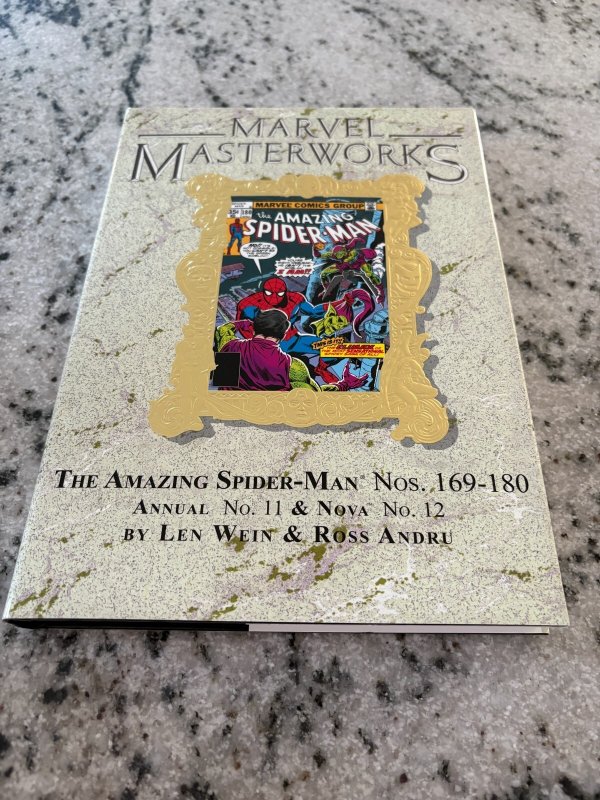 MARVEL
MASTERWORKS
MARVEL COMICS GROUP
180
the AMAZING
SPIDER-MAN
THE AMAZING SPIDER-MAN® NOS. 169-180
ANNUAL NO. 11 & NOVA® NO. 12
BY LEN WEIN & ROSS ANDRU